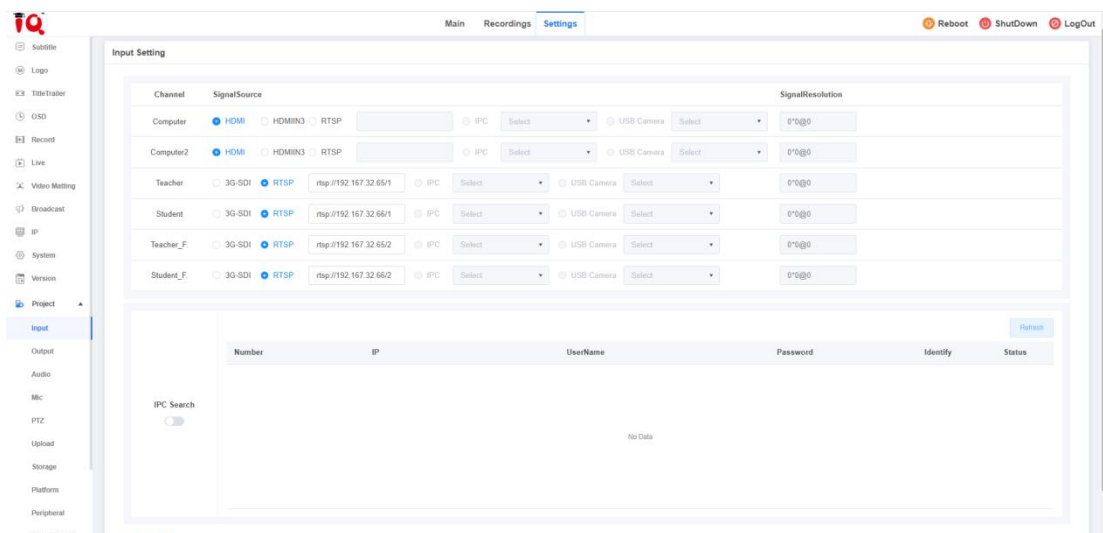 IQ
Main Recordings Settings Reboot ShutDown LogOut
Subtitle
Logo
TitleTrailer
OSD
Record
Live
Video Matting
Broadcast
IP
System
Version
Project
Input
Output
Audio
Mic
PTZ
Upload
Storage
Platform
Peripheral
Input Setting
Channel SignalSource SignalResolution
Computer HDMI HDMIIN3 RTSP IPC Select USB Camera Select 0*0@0
Computer2 HDMI HDMIIN3 RTSP IPC Select USB Camera Select 0*0@0
Teacher 3G-SDI RTSP rtsp://192.167.32.65/1 IPC Select USB Camera Select 0*0@0
Student 3G-SDI RTSP rtsp://192.167.32.66/1 IPC Select USB Camera Select 0*0@0
Teacher_F. 3G-SDI RTSP rtsp://192.167.32.65/2 IPC Select USB Camera Select 0*0@0
Student_F. 3G-SDI RTSP rtsp://192.167.32.66/2 IPC Select USB Camera Select 0*0@0
Refresh
Number IP UserName Password Identify Status
IPC Search
No Data